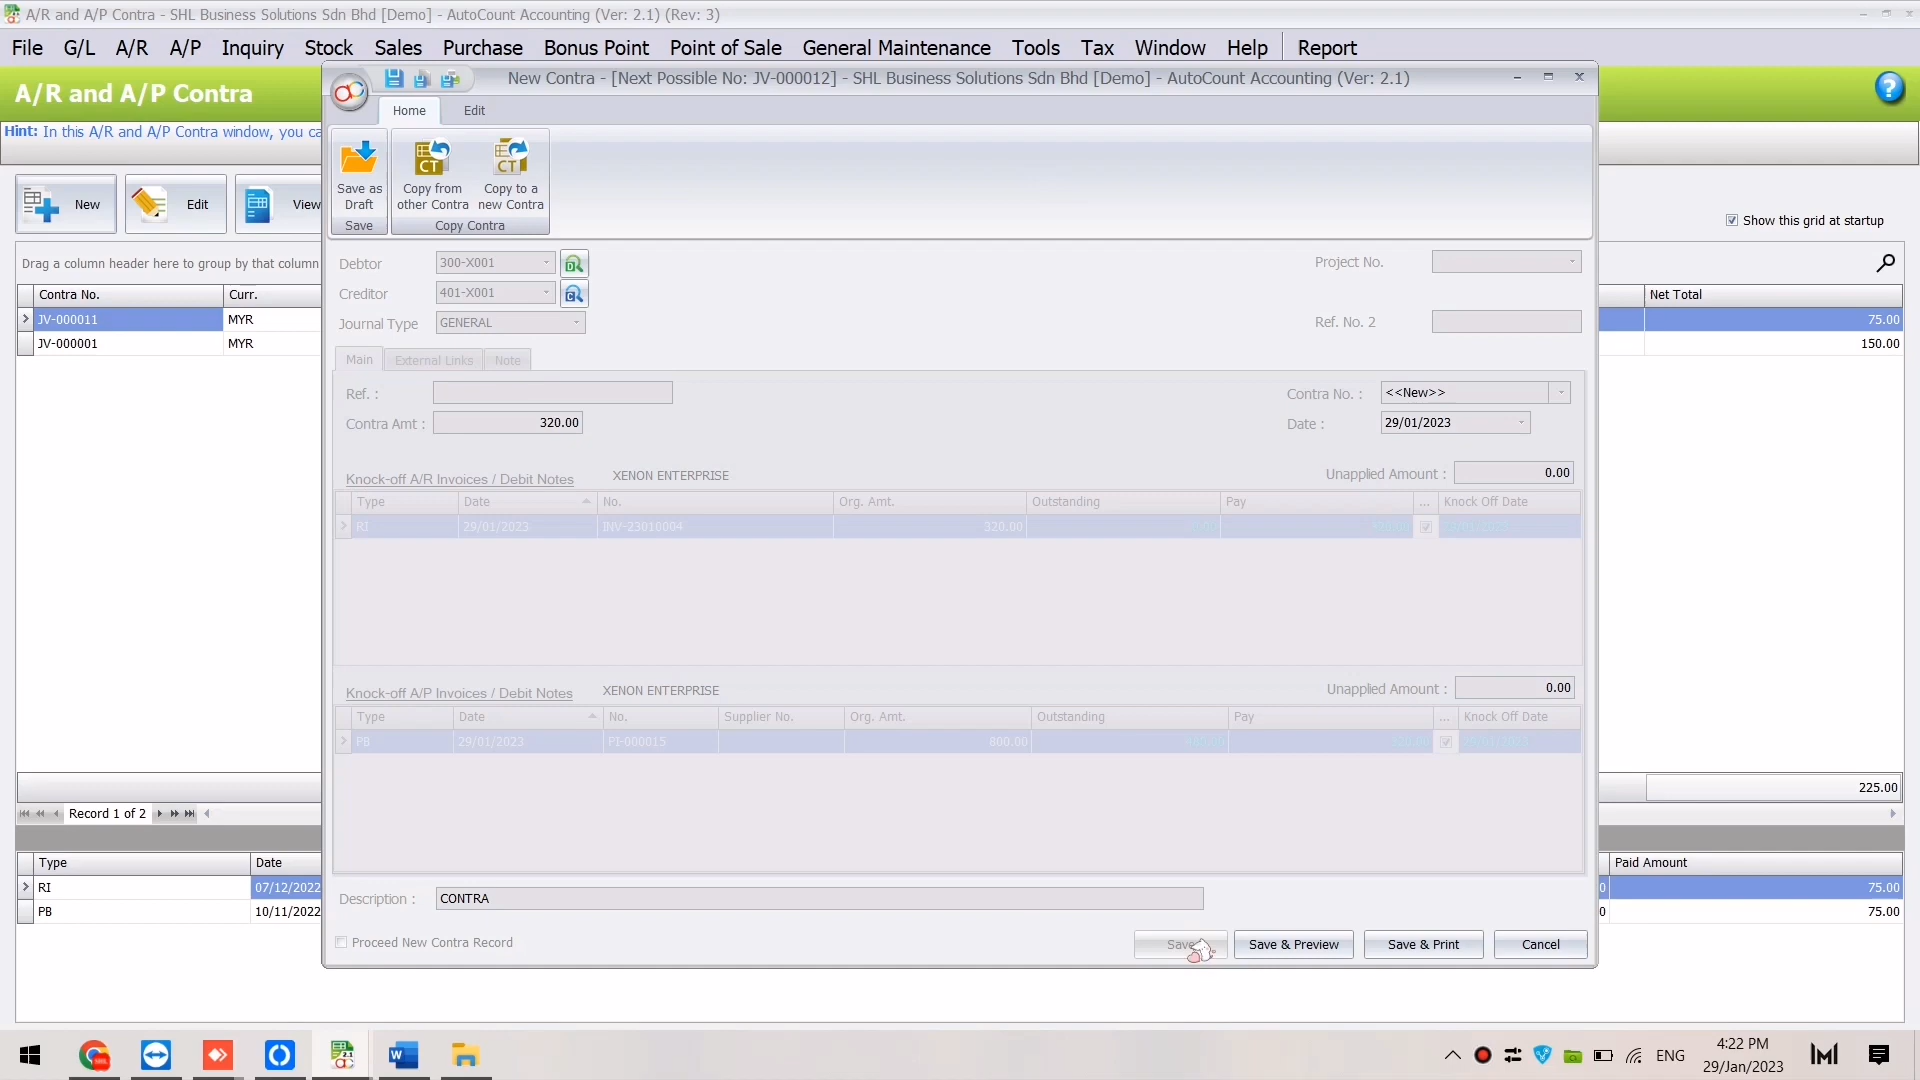 A/R and A/P Contra - SHL Business Solutions Sdn Bhd [Demo] - AutoCount Accounting (Ver: 2.1) (Rev: 3)
File G/L A/R A/P Inquiry Stock Sales Purchase Bonus Point Point of Sale General Maintenance Tools Tax Window Help Report
A/R and A/P Contra
Hint: In this A/R and A/P Contra window, you ca
New Edit View
Show this grid at startup
Drag a column header here to group by that column
Contra No. Curr. Net Total
JV-000011 MYR 75.00
JV-000001 MYR 150.00
225.00
Record 1 of 2
Type Date Paid Amount
RI 07/12/2022 0 75.00
PB 10/11/2022 0 75.00
New Contra - [Next Possible No: JV-000012] - SHL Business Solutions Sdn Bhd [Demo] - AutoCount Accounting (Ver: 2.1)
Home Edit
Save as Draft
Copy from other Contra
Copy to a new Contra
Save Copy Contra
Debtor 300-X001 Project No.
Creditor 401-X001
Journal Type GENERAL Ref. No. 2
Main External Links Note
Ref. : Contra No. : <<New>>
Contra Amt : 320.00 Date : 29/01/2023
Knock-off A/R Invoices / Debit Notes XENON ENTERPRISE Unapplied Amount : 0.00
Type Date No. Org. Amt. Outstanding Pay ... Knock Off Date
RI 29/01/2023 INV-23010004 320.00
Knock-off A/P Invoices / Debit Notes XENON ENTERPRISE Unapplied Amount : 0.00
Type Date No. Supplier No. Org. Amt. Outstanding Pay ... Knock Off Date
PB 29/01/2023 PI-000015 800.00
Description : CONTRA
Proceed New Contra Record
Save Save & Preview Save & Print Cancel
ENG 4:22 PM
29/Jan/2023